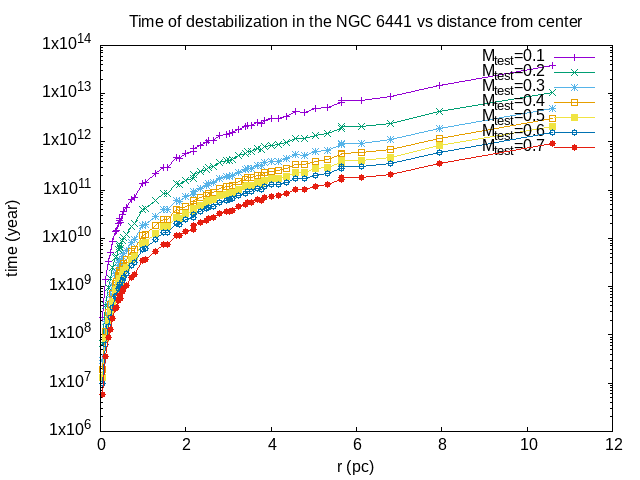 Time of destabilization in the NGC 6441 vs distance from center
1x10^14
1x10^13
1x10^12
1x10^11
1x10^10
1x10^9
1x10^8
1x10^7
1x10^6
time (year)
M_test=0.1
M_test=0.2
M_test=0.3
M_test=0.4
M_test=0.5
M_test=0.6
M_test=0.7
0 2 4 6 8 10 12
r (pc)